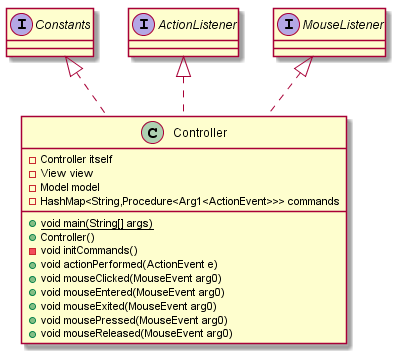 I Constants
I ActionListener
I MouseListener
C Controller
Controller itself
View view
Model model
HashMap<String,Procedure<Arg1<ActionEvent>>> commands
void main(String[] args)
Controller()
void initCommands()
void actionPerformed(ActionEvent e)
void mouseClicked(MouseEvent arg0)
void mouseEntered(MouseEvent arg0)
void mouseExited(MouseEvent arg0)
void mousePressed(MouseEvent arg0)
void mouseReleased(MouseEvent arg0)